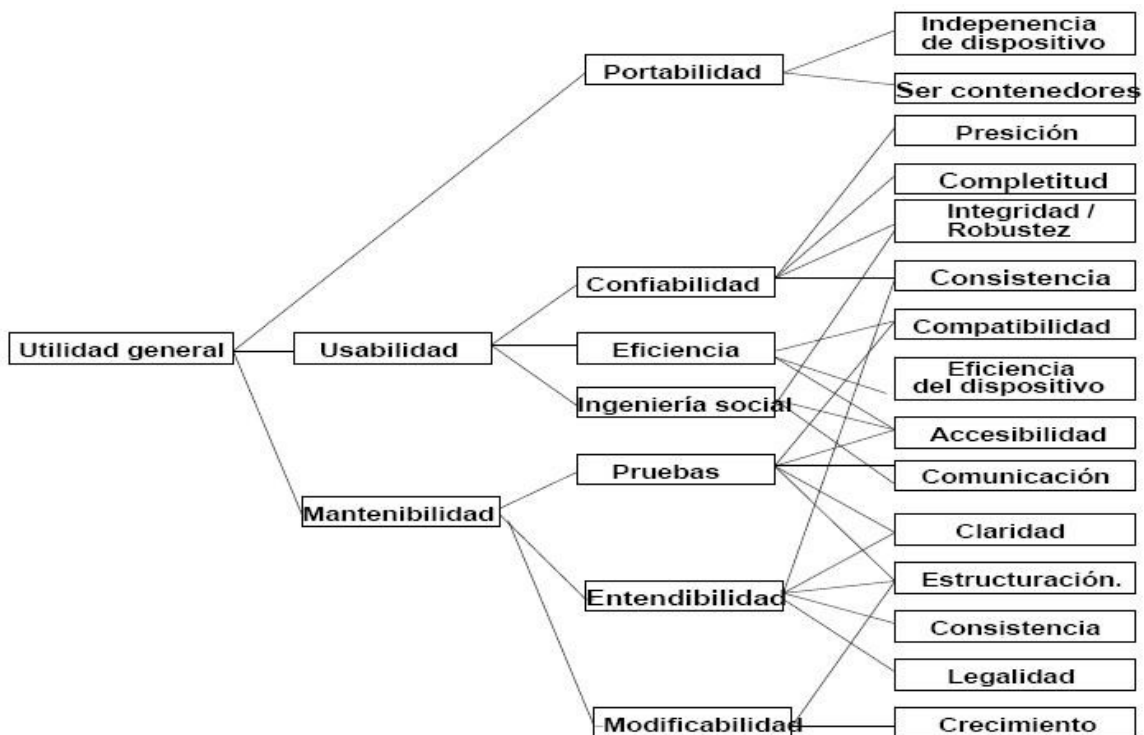 Indepenencia
de dispositivo
Portabilidad
Ser contenedores
Presición
Completitud
Integridad /
Robustez
Confiabilidad
Consistencia
Compatibilidad
Utilidad general
Usabilidad
Eficiencia
Eficiencia
del dispositivo
Ingeniería social
Accesibilidad
Pruebas
Comunicación
Mantenibilidad
Claridad
Estructuración.
Entendibilidad
Consistencia
Legalidad
Modificabilidad
Crecimiento